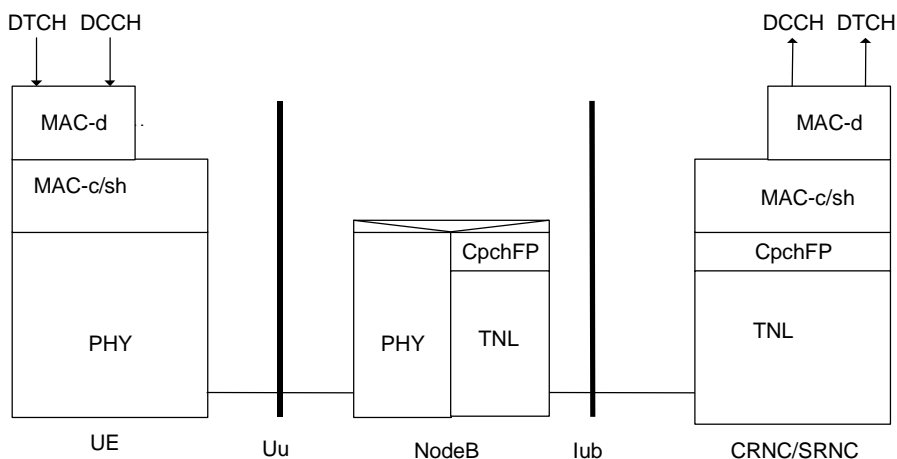 DTCH DCCH
DCCH DTCH
MAC-d
MAC-d
MAC-c/sh
MAC-c/sh
CpchFP
CpchFP
PHY
PHY
TNL
TNL
UE
Uu
NodeB
Iub
CRNC/SRNC